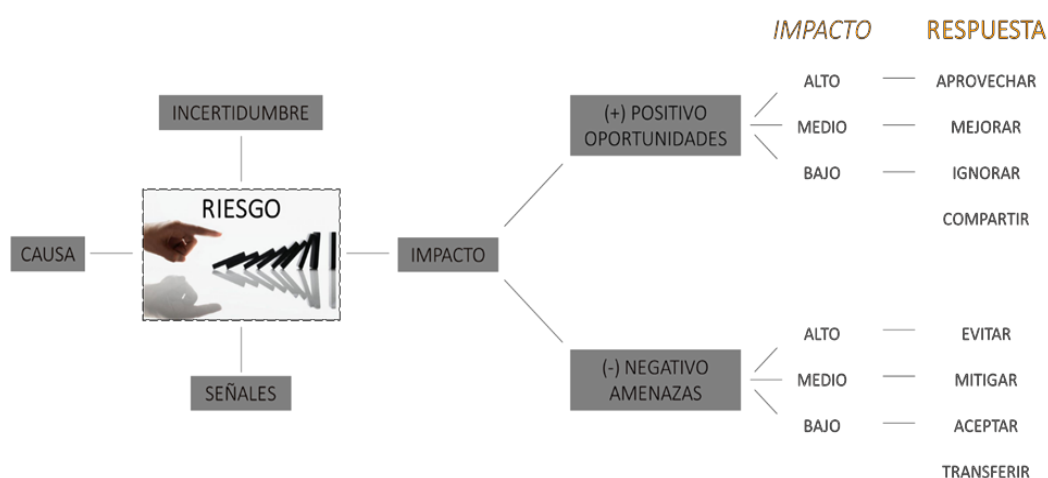 IMPACTO RESPUESTA
ALTO APROVECHAR
INCERTIDUMBRE
(+) POSITIVO
OPORTUNIDADES
MEDIO MEJORAR
BAJO IGNORAR
RIESGO
COMPARTIR
CAUSA
IMPACTO
ALTO EVITAR
(-) NEGATIVO
AMENAZAS
MEDIO MITIGAR
SEÑALES
BAJO ACEPTAR
TRANSFERIR